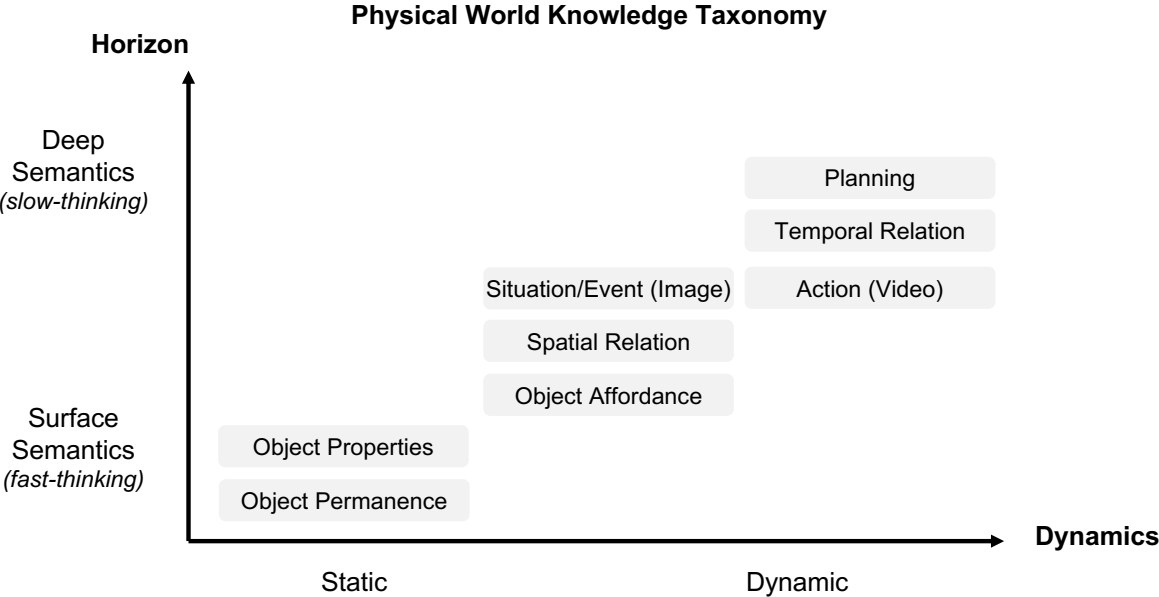 Physical World Knowledge Taxonomy
Horizon
Deep
Semantics
(slow-thinking)
Planning
Temporal Relation
Situation/Event (Image)
Action (Video)
Spatial Relation
Object Affordance
Surface
Semantics
(fast-thinking)
Object Properties
Object Permanence
Dynamics
Static
Dynamic